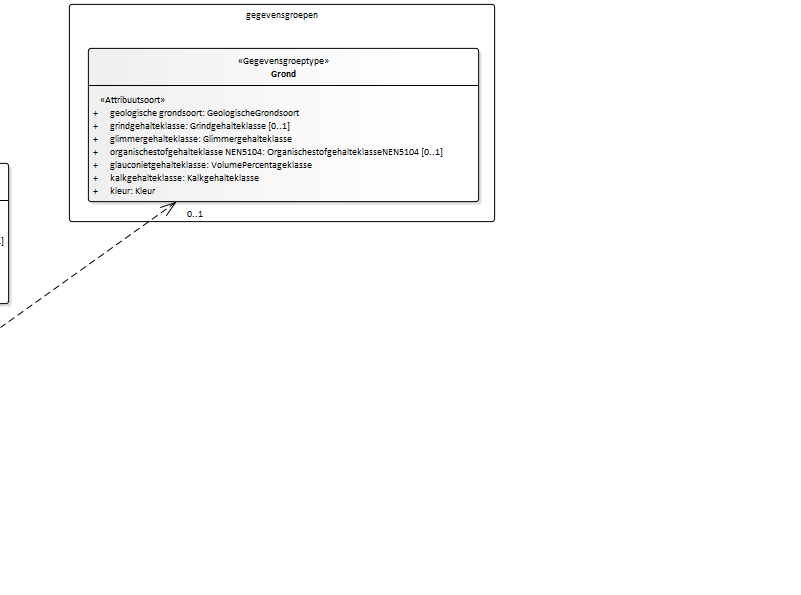 gegevensgroepen
«Gegevensgroeptype»
Grond
«Attribuutsoort»
+ geologische grondsoort: GeologischeGrondsoort
+ grindgehalteklasse: Grindgehalteklasse [0..1]
+ glimmergehalteklasse: Glimmergehalteklasse
+ organischestofgehalteklasse NEN5104: OrganischestofgehalteklasseNEN5104 [0..1]
+ glauconietgehalteklasse: VolumePercentageklasse
+ kalkgehalteklasse: Kalkgehalteklasse
+ kleur: Kleur
0..1